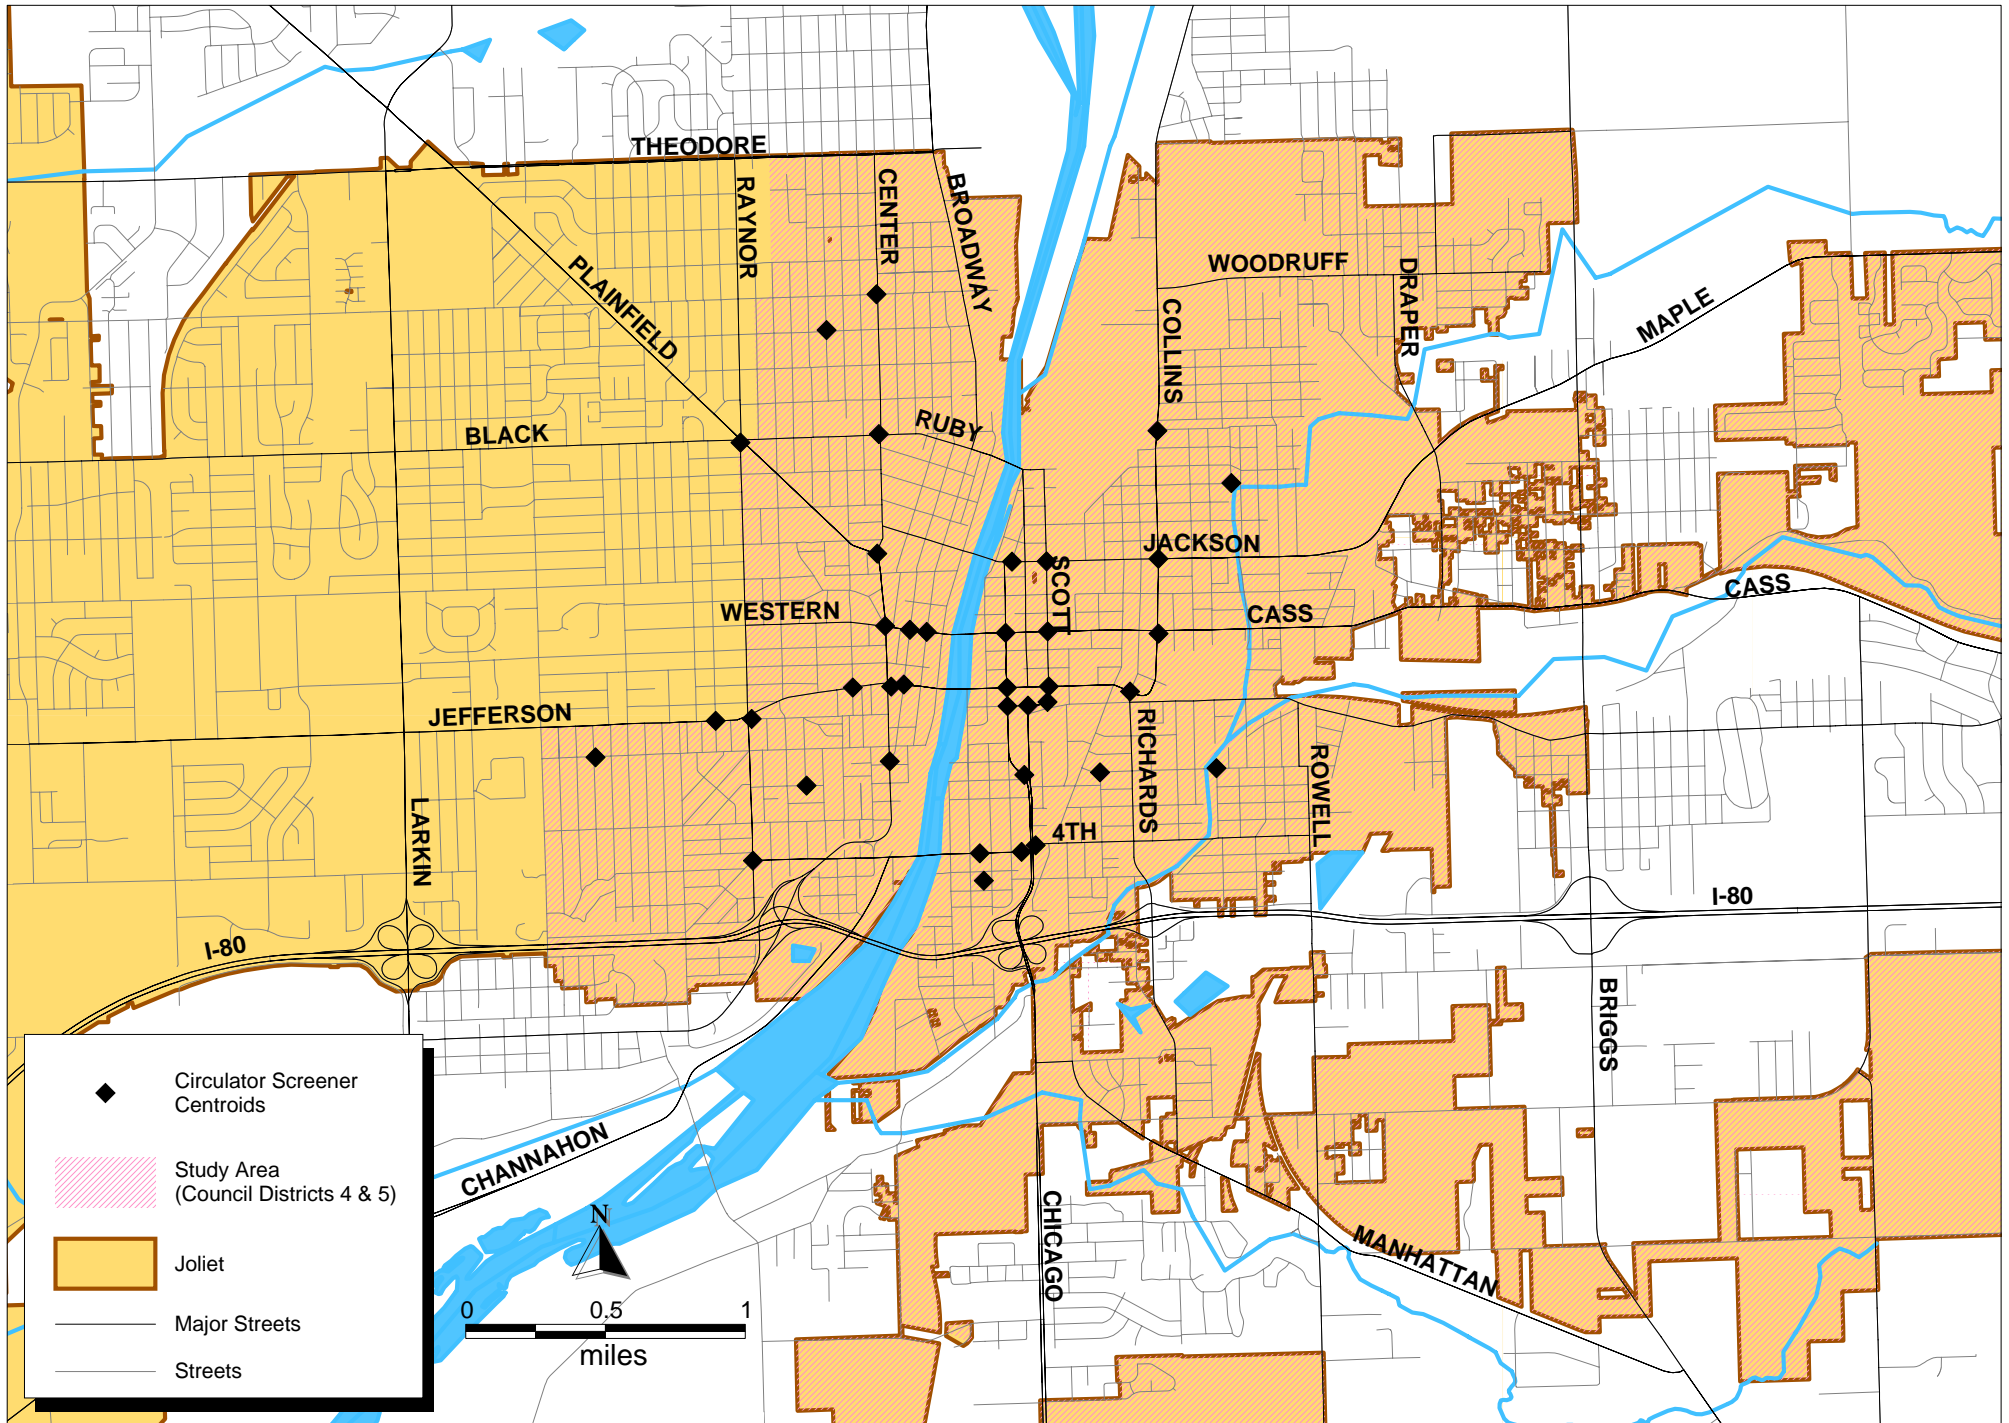 THEODORE
RAYNOR
CENTER
BROADWAY
PLAINFIELD
WOODRUFF
DRAPER
COLLINS
MAPLE
BLACK
RUBY
JACKSON
SCOTT
WESTERN
CASS
CASS
JEFFERSON
RICHARDS
ROWELL
LARKIN
4TH
I-80
I-80
BRIGGS
CHANNAHON
CHICAGO
MANHATTAN
Circulator Screener
Centroids
Study Area
(Council Districts 4 & 5)
Joliet
Major Streets
Streets
N
0 0.5 1
miles